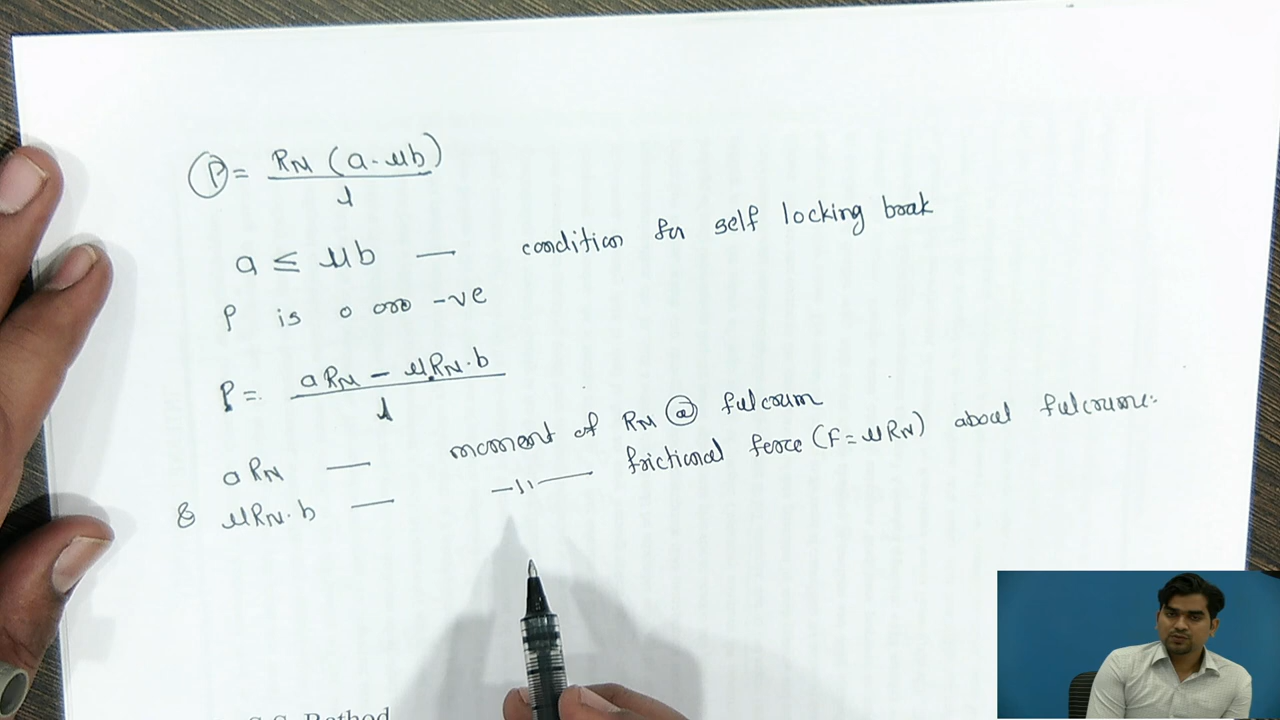 P = RN (a - μb)
l
a ≤ μb — condition for self locking brak
P is 0 or -ve
P = aRN - μRN·b
l
aRN — moment of RN @ fulcrum
& μRN·b — —〃— frictional force (F = μRN) about fulcrum.